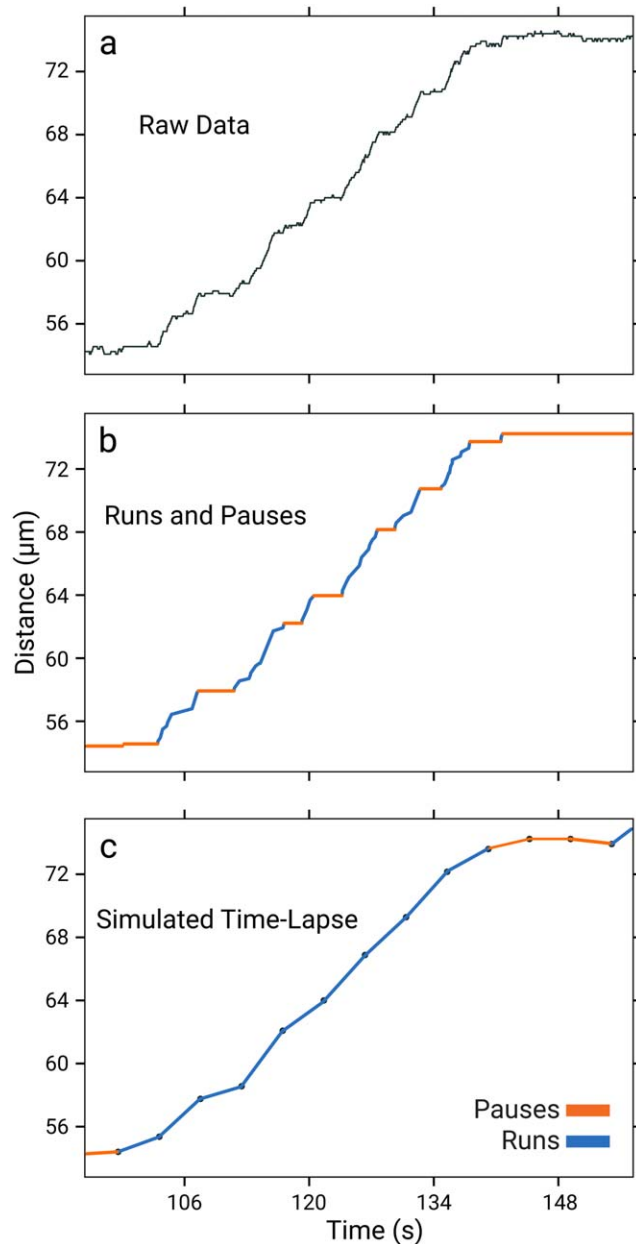 a
72
Raw Data
68
64
60
56
b
72
Runs and Pauses
68
64
60
56
Distance (µm)
c
72
Simulated Time-Lapse
68
64
60
56
Pauses
Runs
106 120 134 148
Time (s)